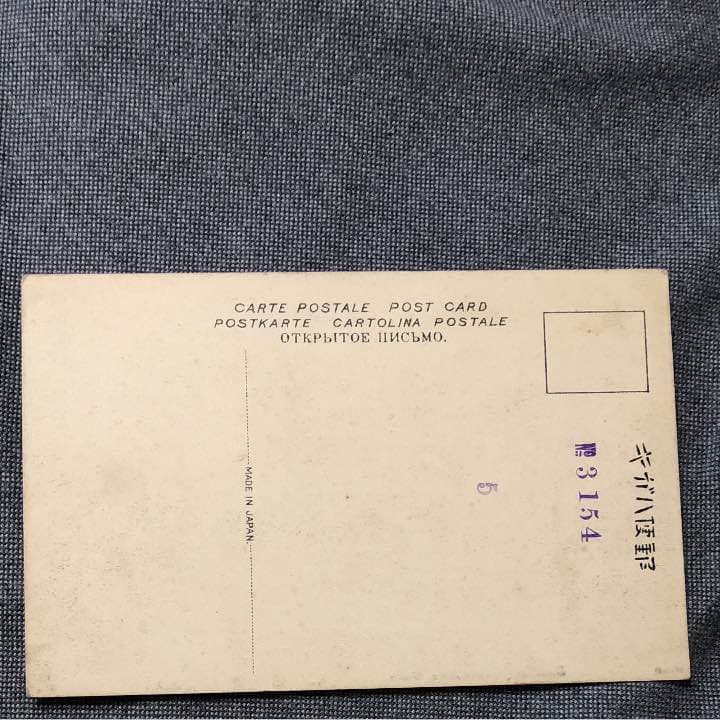 CARTE POSTALE POST CARD
POSTKARTE CARTOLINA POSTALE
ОТКРЫТОЕ ПИСЬМО.
郵便ハガキ
№ 3154
5
MADE IN JAPAN.